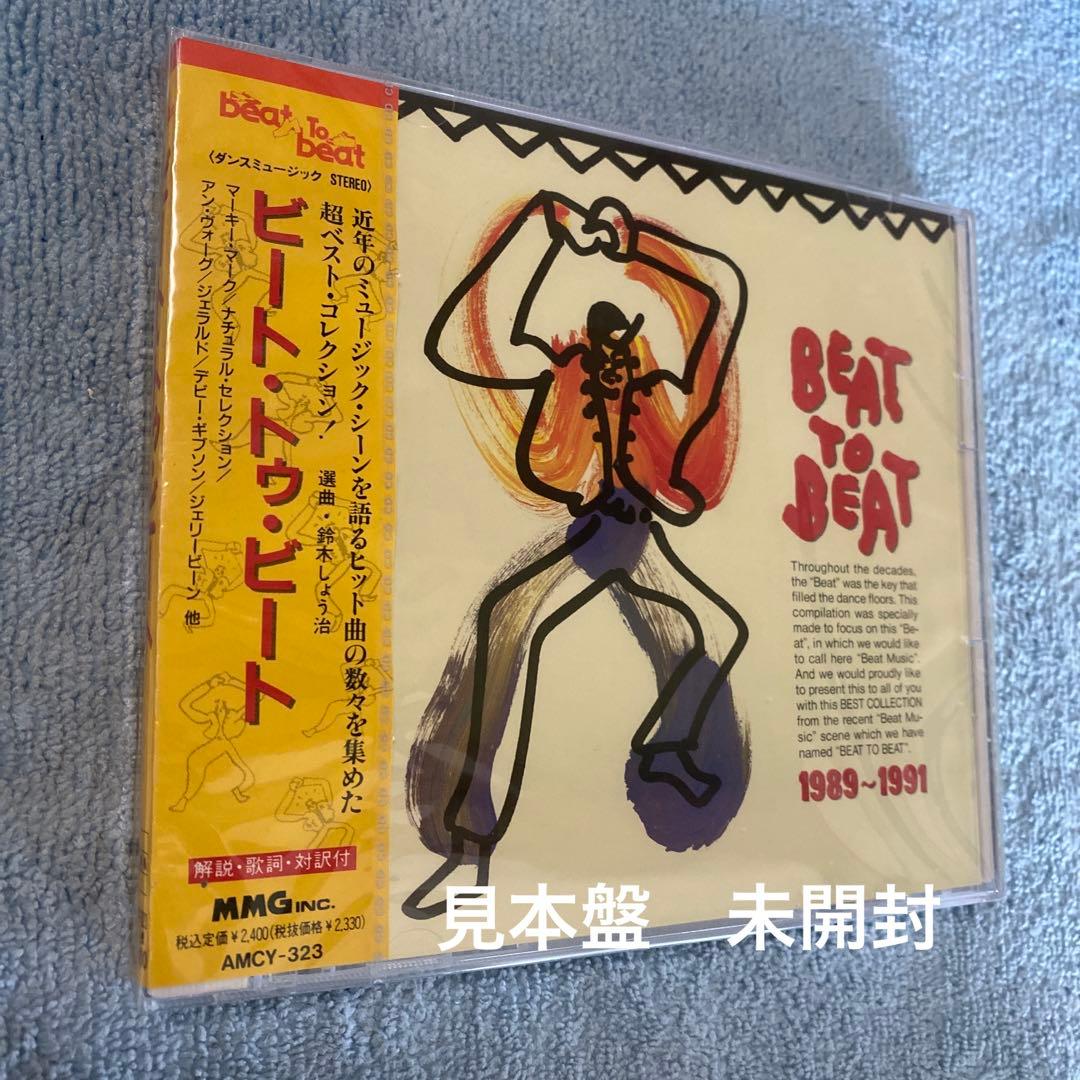 beat To
beat
〈ダンスミュージック STEREO〉
近年のミュージック・シーンを語るヒット曲の数々を集めた
超ベスト・コレクション! 選曲・鈴木しょう治
ビート・トゥ・ビート
マーキー・マーク/ナチュラル・セレクション/
アン・ヴォーグ/ジェラルド/デビー・ギブソン/ジェリービーン 他
解説・歌詞・対訳付
MMG INC.
税込定価¥2,400(税抜価格¥2,330)
AMCY-323
BEAT
TO
BEAT
Throughout the decades,
the "Beat" was the key that
filled the dance floors. This
compilation was specially
made to focus on this "Be-
at", in which we would like
to call here "Beat Music".
And we would proudly like
to present this to all of you
with this BEST COLLECTION
from the recent "Beat Mu-
sic" scene which we have
named "BEAT TO BEAT".
1989~1991
見本盤 未開封